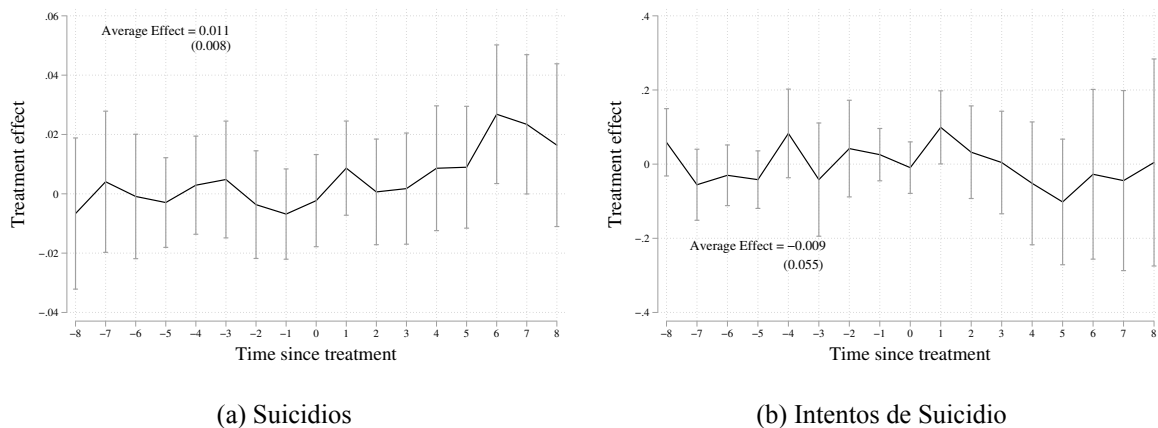 Average Effect = 0.011
(0.008)
.06
.04
.02
0
−.02
−.04
Treatment effect
−8 −7 −6 −5 −4 −3 −2 −1 0 1 2 3 4 5 6 7 8
Time since treatment
(a) Suicidios
.4
.2
0
−.2
−.4
Treatment effect
Average Effect = −0.009
(0.055)
−8 −7 −6 −5 −4 −3 −2 −1 0 1 2 3 4 5 6 7 8
Time since treatment
(b) Intentos de Suicidio